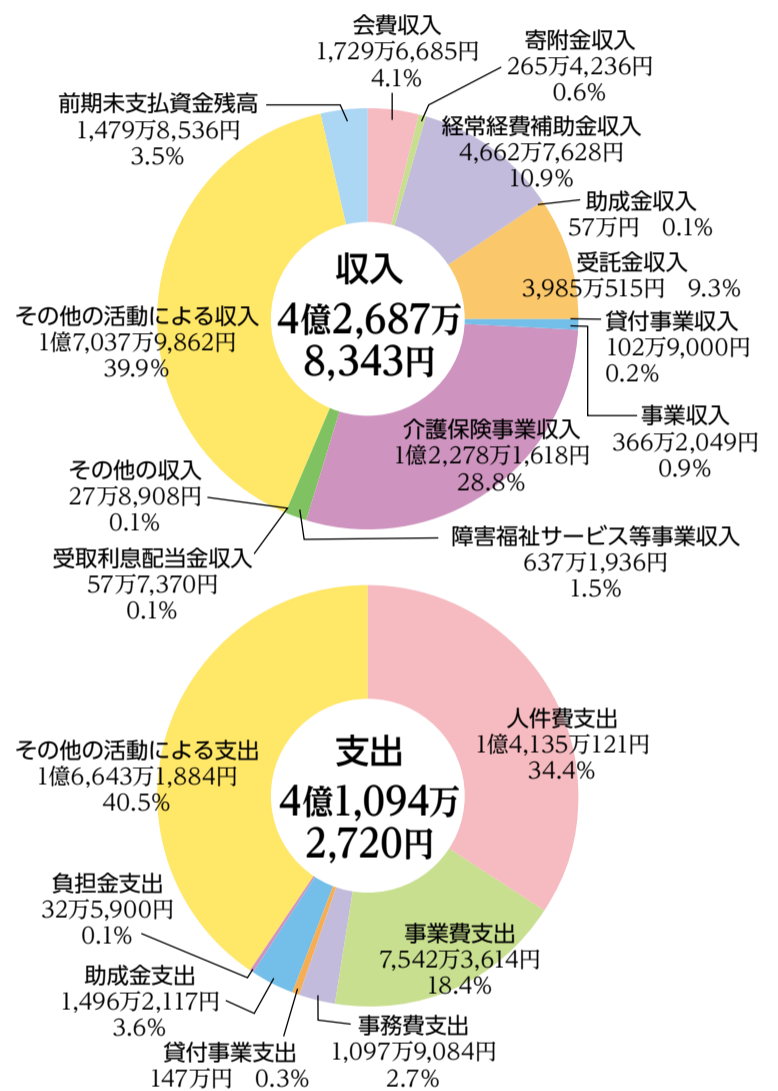 会費収入
1,729万6,685円
4.1%
寄附金収入
265万4,236円
0.6%
経常経費補助金収入
4,662万7,628円
10.9%
助成金収入
57万円 0.1%
受託金収入
3,985万515円 9.3%
貸付事業収入
102万9,000円
0.2%
事業収入
366万2,049円
0.9%
介護保険事業収入
1億2,278万1,618円
28.8%
障害福祉サービス等事業収入
637万1,936円
1.5%
受取利息配当金収入
57万7,370円
0.1%
その他の収入
27万8,908円
0.1%
その他の活動による収入
1億7,037万9,862円
39.9%
前期未支払資金残高
1,479万8,536円
3.5%
収入
4億2,687万
8,343円
人件費支出
1億4,135万121円
34.4%
事業費支出
7,542万3,614円
18.4%
事務費支出
1,097万9,084円
2.7%
貸付事業支出
147万円 0.3%
助成金支出
1,496万2,117円
3.6%
負担金支出
32万5,900円
0.1%
その他の活動による支出
1億6,643万1,884円
40.5%
支出
4億1,094万
2,720円